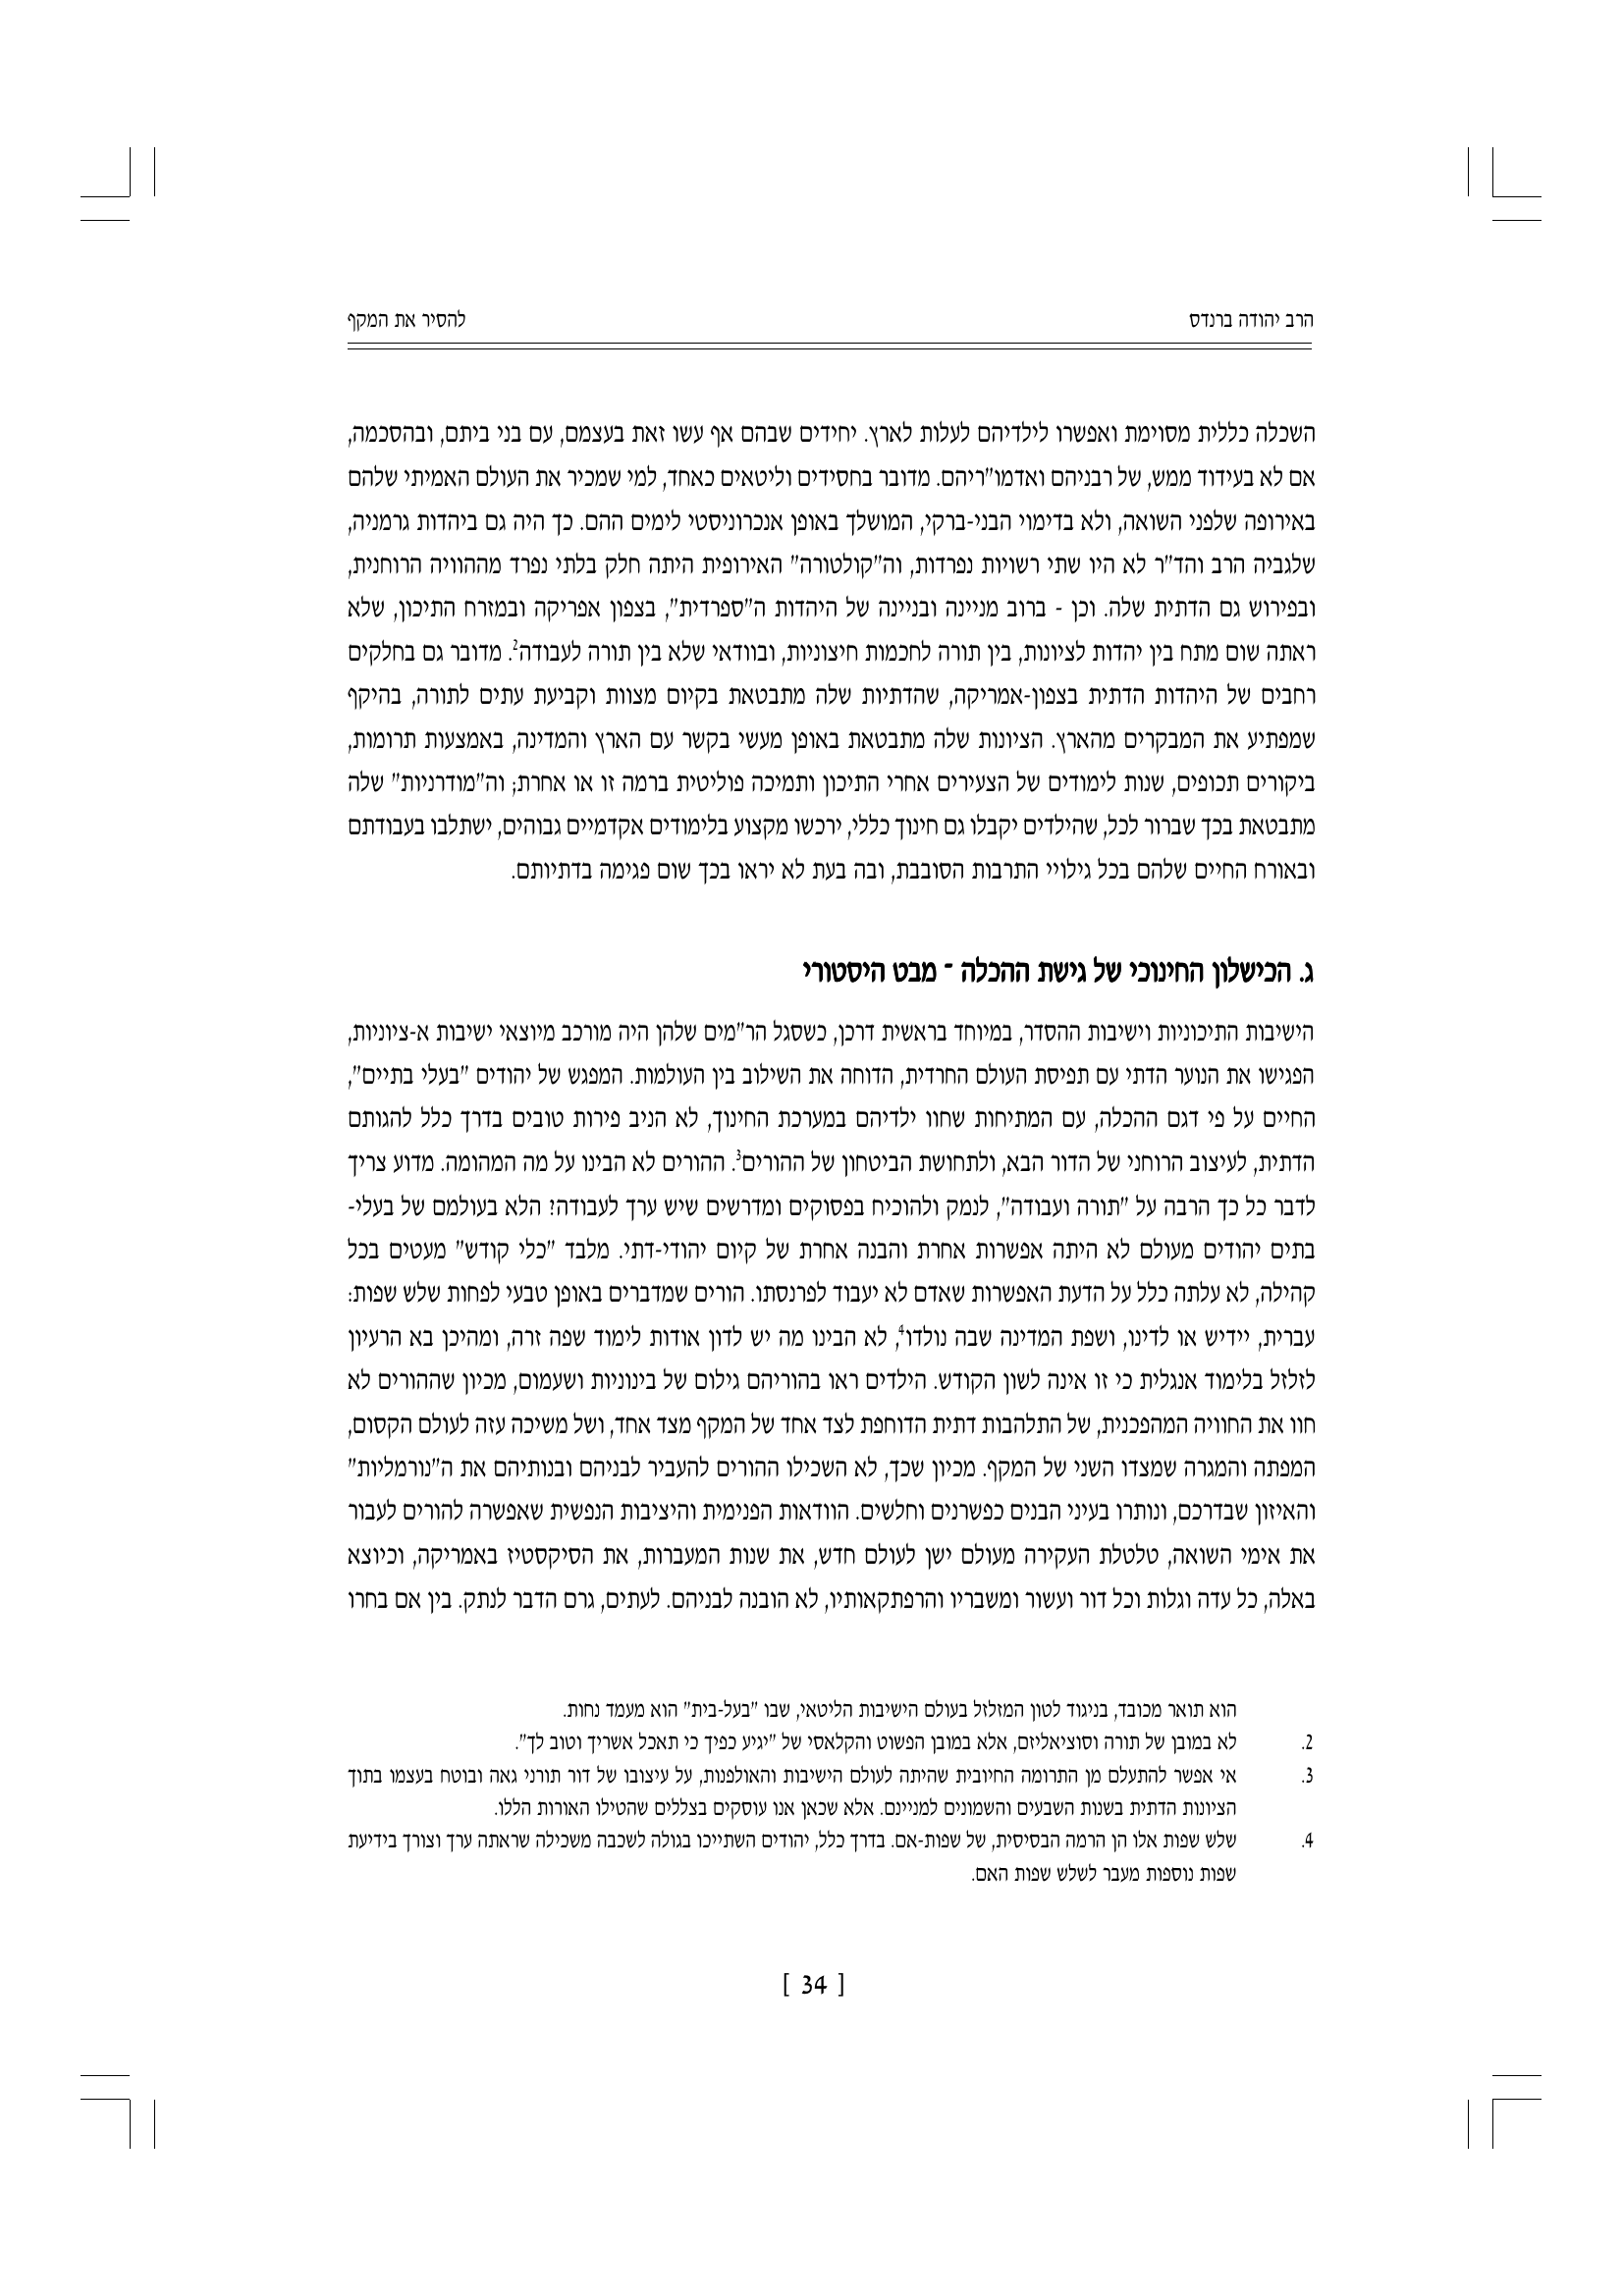 הרב יהודה ברנדס
להסיר את המקף
השכלה כללית מסוימת ואפשרו לילדיהם לעלות לארץ. יחידים שבהם אף עשו זאת בעצמם, עם בני ביתם, ובהסכמה,
אם לא בעידוד ממש, של רבניהם ואדמו"ריהם. מדובר בחסידים וליטאים כאחד, למי שמכיר את העולם האמיתי שלהם
באירופה שלפני השואה, ולא בדימוי הבני-ברקי, המושלך באופן אנכרוניסטי לימים ההם. כך היה גם ביהדות גרמניה,
שלגביה הרב והד"ר לא היו שתי רשויות נפרדות, וה"קולטורה" האירופית היתה חלק בלתי נפרד מההוויה הרוחנית,
ובפירוש גם הדתית שלה. וכן - ברוב מניינה ובניינה של היהדות ה"ספרדית", בצפון אפריקה ובמזרח התיכון, שלא
ראתה שום מתח בין יהדות לציונות, בין תורה לחכמות חיצוניות, ובוודאי שלא בין תורה לעבודה2. מדובר גם בחלקים
רחבים של היהדות הדתית בצפון-אמריקה, שהדתיות שלה מתבטאת בקיום מצוות וקביעת עתים לתורה, בהיקף
שמפתיע את המבקרים מהארץ. הציונות שלה מתבטאת באופן מעשי בקשר עם הארץ והמדינה, באמצעות תרומות,
ביקורים תכופים, שנות לימודים של הצעירים אחרי התיכון ותמיכה פוליטית ברמה זו או אחרת; וה"מודרניות" שלה
מתבטאת בכך שברור לכל, שהילדים יקבלו גם חינוך כללי, ירכשו מקצוע בלימודים אקדמיים גבוהים, ישתלבו בעבודתם
ובאורח החיים שלהם בכל גילויי התרבות הסובבת, ובה בעת לא יראו בכך שום פגימה בדתיותם.
ג. הכישלון החינוכי של גישת ההכלה - מבט היסטורי
הישיבות התיכוניות וישיבות ההסדר, במיוחד בראשית דרכן, כשסגל הר"מים שלהן היה מורכב מיוצאי ישיבות א-ציוניות,
הפגישו את הנוער הדתי עם תפיסת העולם החרדית, הדוחה את השילוב בין העולמות. המפגש של יהודים "בעלי בתיים",
החיים על פי דגם ההכלה, עם המתיחות שחוו ילדיהם במערכת החינוך, לא הניב פירות טובים בדרך כלל להגותם
הדתית, לעיצוב הרוחני של הדור הבא, ולתחושת הביטחון של ההורים3. ההורים לא הבינו על מה המהומה. מדוע צריך
לדבר כל כך הרבה על "תורה ועבודה", לנמק ולהוכיח בפסוקים ומדרשים שיש ערך לעבודה? הלא בעולמם של בעלי-
בתים יהודים מעולם לא היתה אפשרות אחרת והבנה אחרת של קיום יהודי-דתי. מלבד "כלי קודש" מעטים בכל
קהילה, לא עלתה כלל על הדעת האפשרות שאדם לא יעבוד לפרנסתו. הורים שמדברים באופן טבעי לפחות שלש שפות:
עברית, יידיש או לדינו, ושפת המדינה שבה נולדו4, לא הבינו מה יש לדון אודות לימוד שפה זרה, ומהיכן בא הרעיון
לזלזל בלימוד אנגלית כי זו אינה לשון הקודש. הילדים ראו בהוריהם גילום של בינוניות ושעמום, מכיון שההורים לא
חוו את החוויה המהפכנית, של התלהבות דתית הדוחפת לצד אחד של המקף מצד אחד, ושל משיכה עזה לעולם הקסום,
המפתה והמגרה שמצדו השני של המקף. מכיון שכך, לא השכילו ההורים להעביר לבניהם ובנותיהם את ה"נורמליות"
והאיזון שבדרכם, ונותרו בעיני הבנים כפשרנים וחלשים. הוודאות הפנימית והיציבות הנפשית שאפשרה להורים לעבור
את אימי השואה, טלטלת העקירה מעולם ישן לעולם חדש, את שנות המעברות, את הסיקסטיז באמריקה, וכיוצא
באלה, כל עדה וגלות וכל דור ועשור ומשבריו והרפתקאותיו, לא הובנה לבניהם. לעתים, גרם הדבר לנתק. בין אם בחרו
הוא תואר מכובד, בניגוד לטון המזלזל בעולם הישיבות הליטאי, שבו "בעל-בית" הוא מעמד נחות.
2. לא במובן של תורה וסוציאליזם, אלא במובן הפשוט והקלאסי של "יגיע כפיך כי תאכל אשריך וטוב לך".
3. אי אפשר להתעלם מן התרומה החיובית שהיתה לעולם הישיבות והאולפנות, על עיצובו של דור תורני גאה ובוטח בעצמו בתוך
הציונות הדתית בשנות השבעים והשמונים למניינם. אלא שכאן אנו עוסקים בצללים שהטילו האורות הללו.
4. שלש שפות אלו הן הרמה הבסיסית, של שפות-אם. בדרך כלל, יהודים השתייכו בגולה לשכבה משכילה שראתה ערך וצורך בידיעת
שפות נוספות מעבר לשלש שפות האם.
[ 34 ]